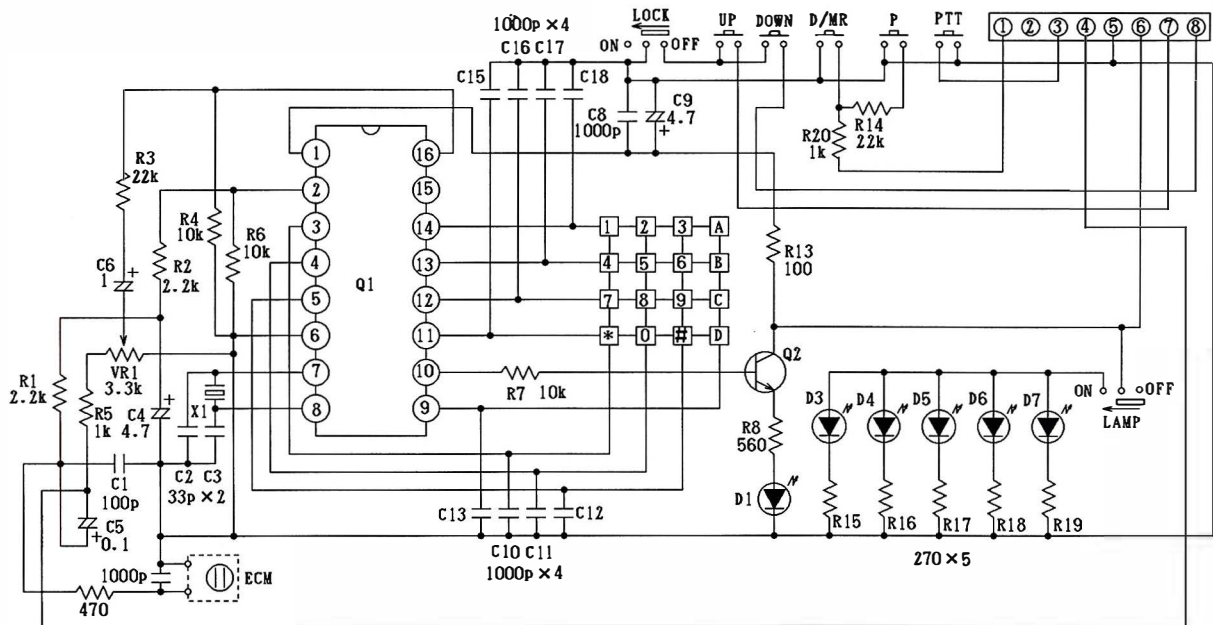 1000p×4
C16 C17
C15
C18
LOCK
ON
OFF
UP
DOWN
D/MR
P
PTT
1 2 3 4 5 6 7 8
C8
1000p
C9
4.7
+
R20
1k
R14
22k
R3
22k
R4
10k
R6
10k
R2
2.2k
C6
1
+
VR1
3.3k
R1
2.2k
R5
1k
C4
4.7
+
X1
C1
100p
C2
C3
33p×2
C5
0.1
+
1000p
470
ECM
Q1
1
2
3
4
5
6
7
8
16
15
14
13
12
11
10
9
1 2 3 A
4 5 6 B
7 8 9 C
* 0 # D
R7
10k
R13
100
Q2
R8
560
D1
C13
C12
C10
C11
1000p×4
D3
D4
D5
D6
D7
R15
R16
R17
R18
R19
270×5
ON
OFF
LAMP